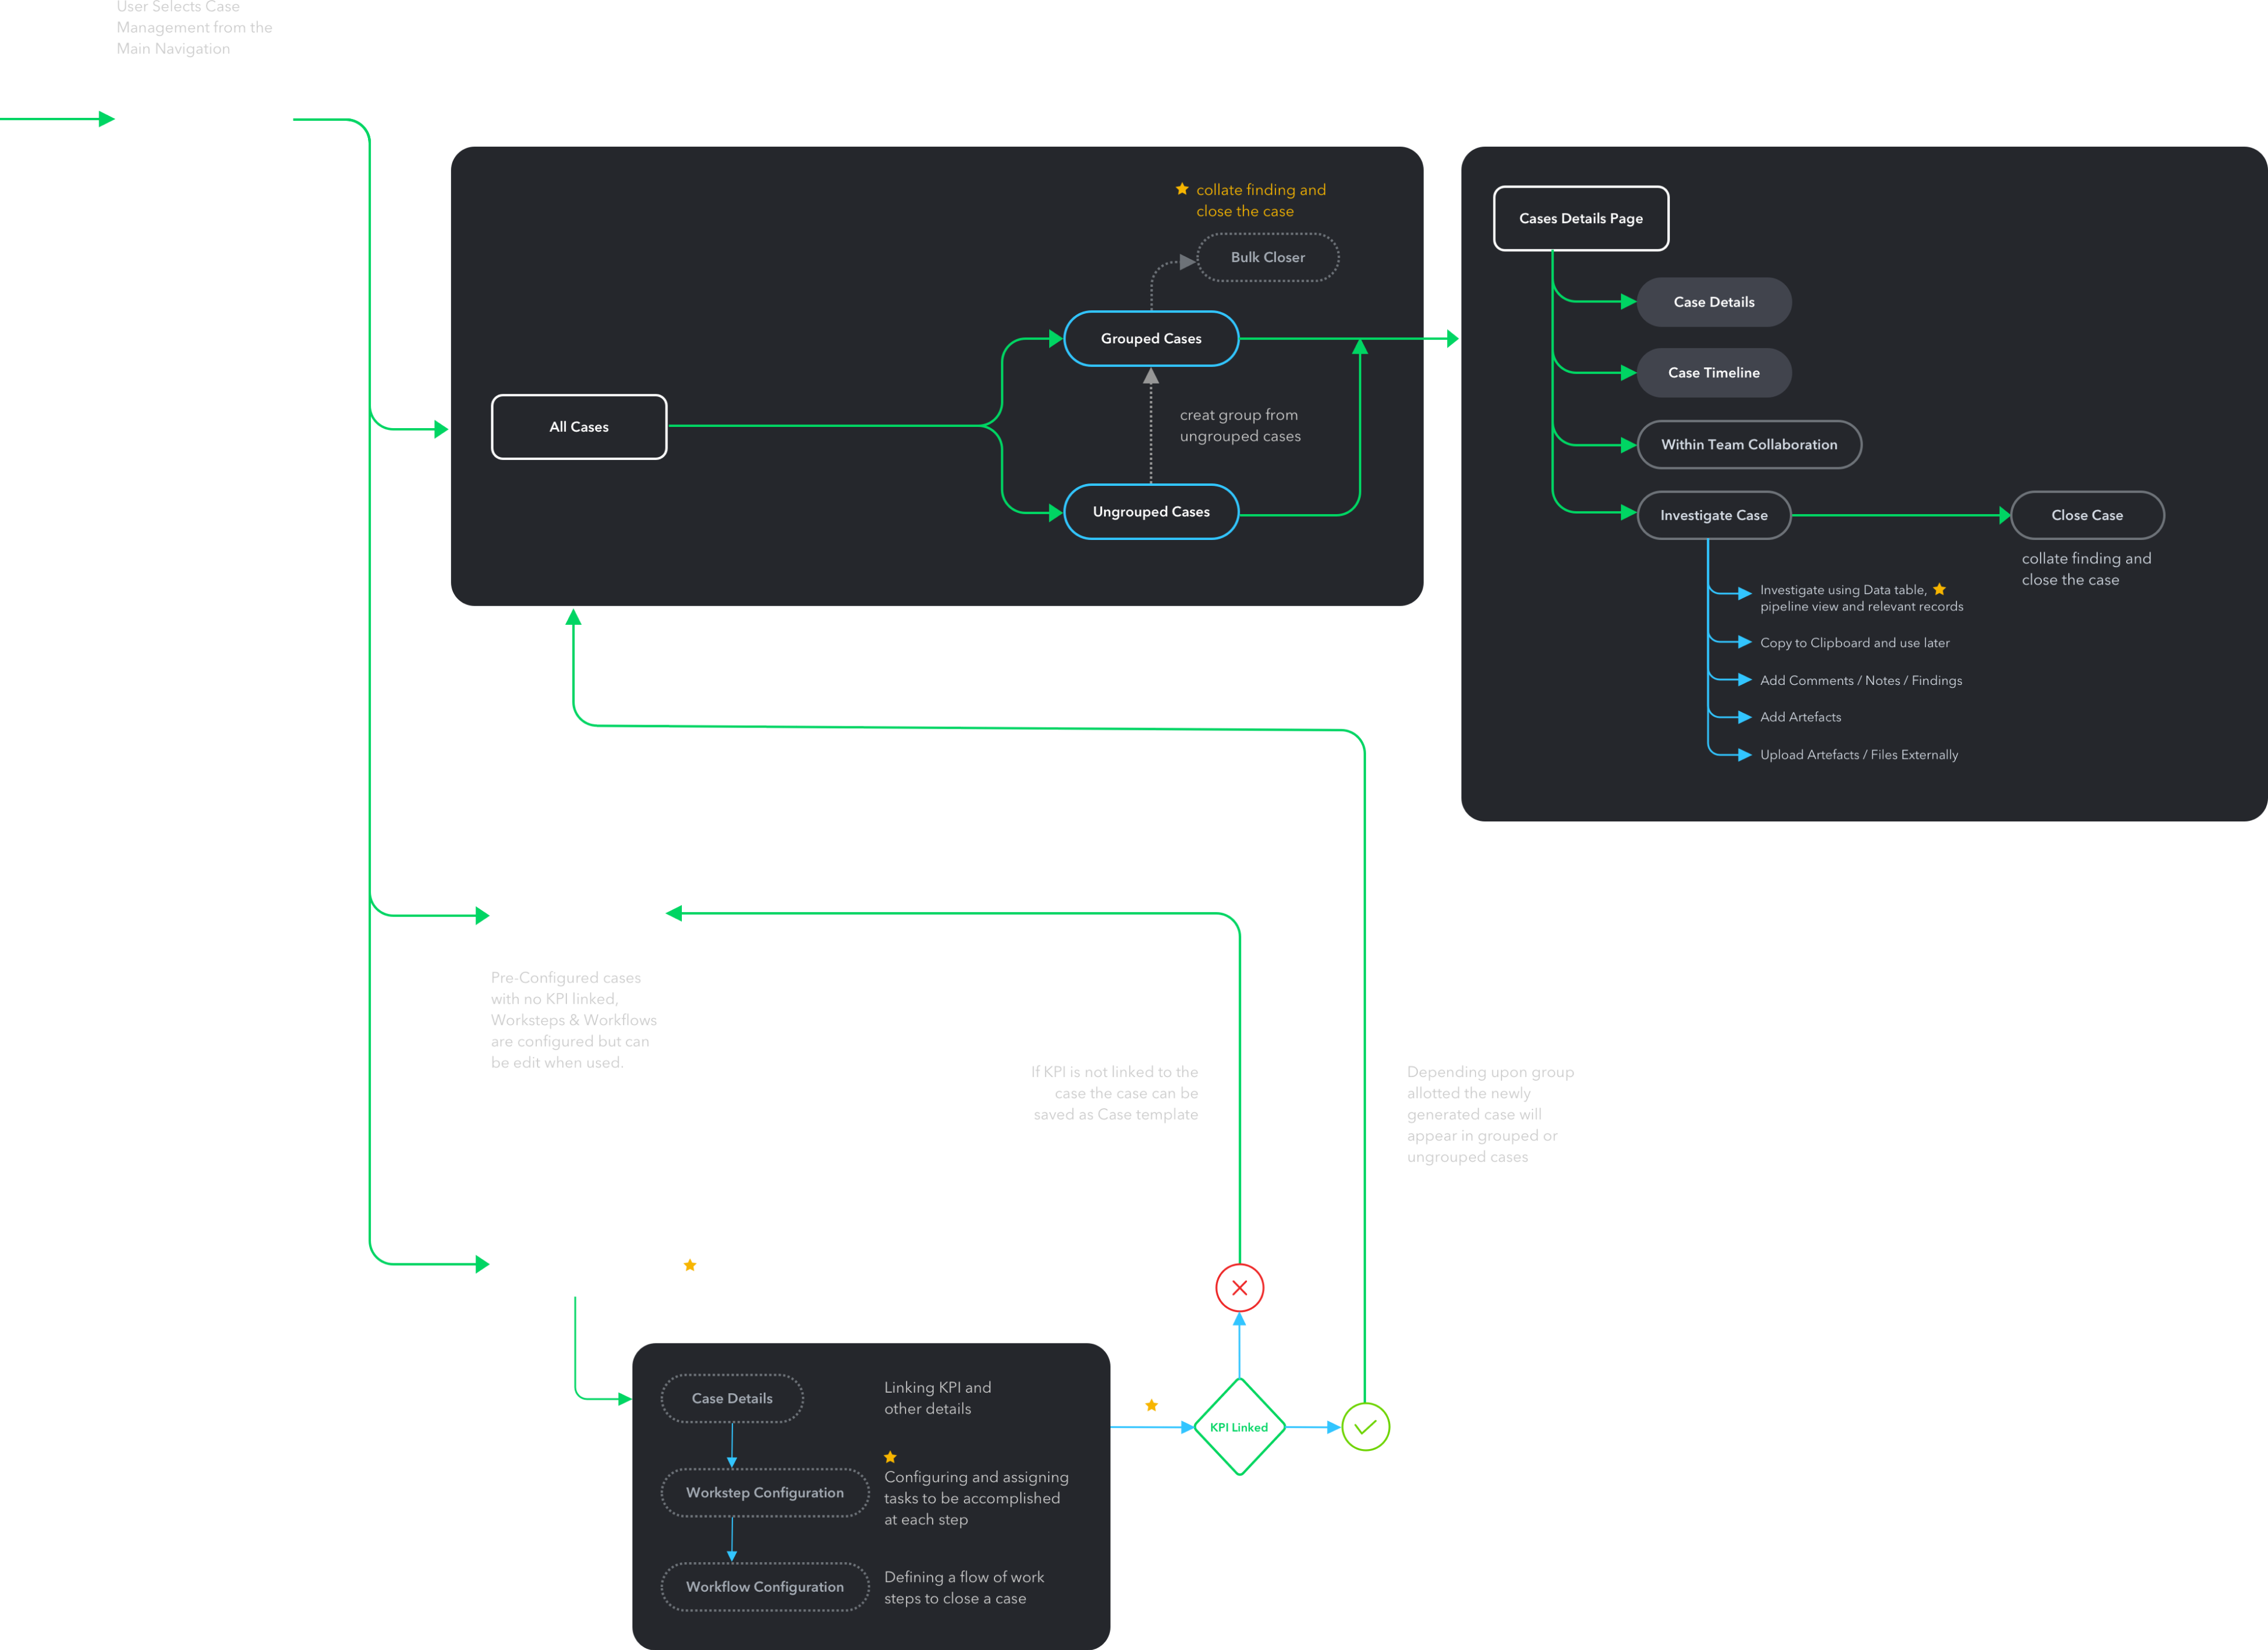 User Selects Case
Management from the
Main Navigation
collate finding and
close the case
Bulk Closer
Grouped Cases
All Cases
creat group from
ungrouped cases
Ungrouped Cases
Cases Details Page
Case Details
Case Timeline
Within Team Collaboration
Investigate Case
Close Case
collate finding and
close the case
Investigate using Data table,
pipeline view and relevant records
Copy to Clipboard and use later
Add Comments / Notes / Findings
Add Artefacts
Upload Artefacts / Files Externally
Pre-Configured cases
with no KPI linked,
Worksteps & Workflows
are configured but can
be edit when used.
If KPI is not linked to the
case the case can be
saved as Case template
Depending upon group
allotted the newly
generated case will
appear in grouped or
ungrouped cases
Case Details
Linking KPI and
other details
Workstep Configuration
Configuring and assigning
tasks to be accomplished
at each step
Workflow Configuration
Defining a flow of work
steps to close a case
KPI Linked